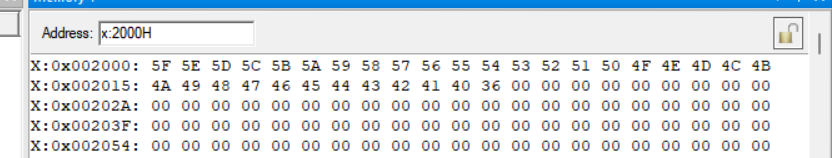 Address: x:2000H
X:0x002000: 5F 5E 5D 5C 5B 5A 59 58 57 56 55 54 53 52 51 50 4F 4E 4D 4C 4B
X:0x002015: 4A 49 48 47 46 45 44 43 42 41 40 36 00 00 00 00 00 00 00 00 00
X:0x00202A: 00 00 00 00 00 00 00 00 00 00 00 00 00 00 00 00 00 00 00 00 00
X:0x00203F: 00 00 00 00 00 00 00 00 00 00 00 00 00 00 00 00 00 00 00 00 00
X:0x002054: 00 00 00 00 00 00 00 00 00 00 00 00 00 00 00 00 00 00 00 00 00